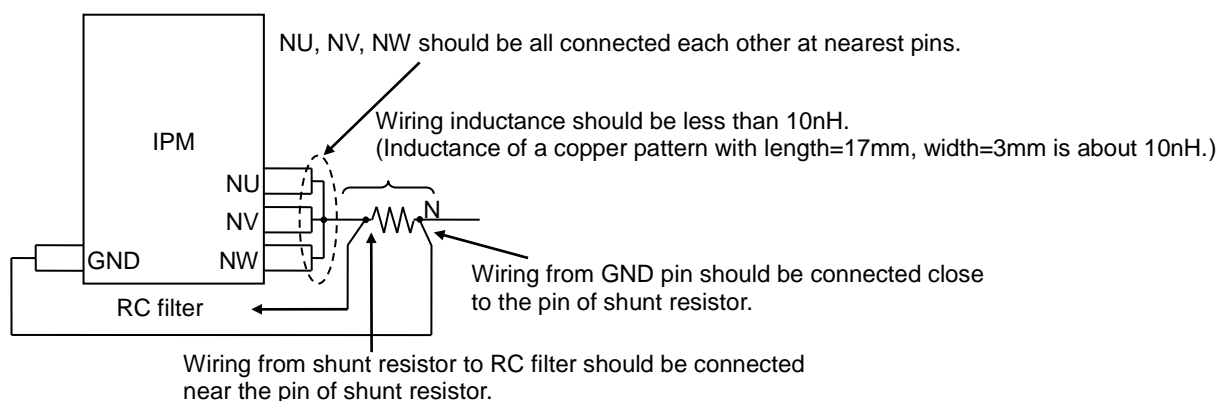 NU, NV, NW should be all connected each other at nearest pins.
Wiring inductance should be less than 10nH.
(Inductance of a copper pattern with length=17mm, width=3mm is about 10nH.)
IPM
NU
N
NV
GND
NW
Wiring from GND pin should be connected close
to the pin of shunt resistor.
RC filter
Wiring from shunt resistor to RC filter should be connected
near the pin of shunt resistor.